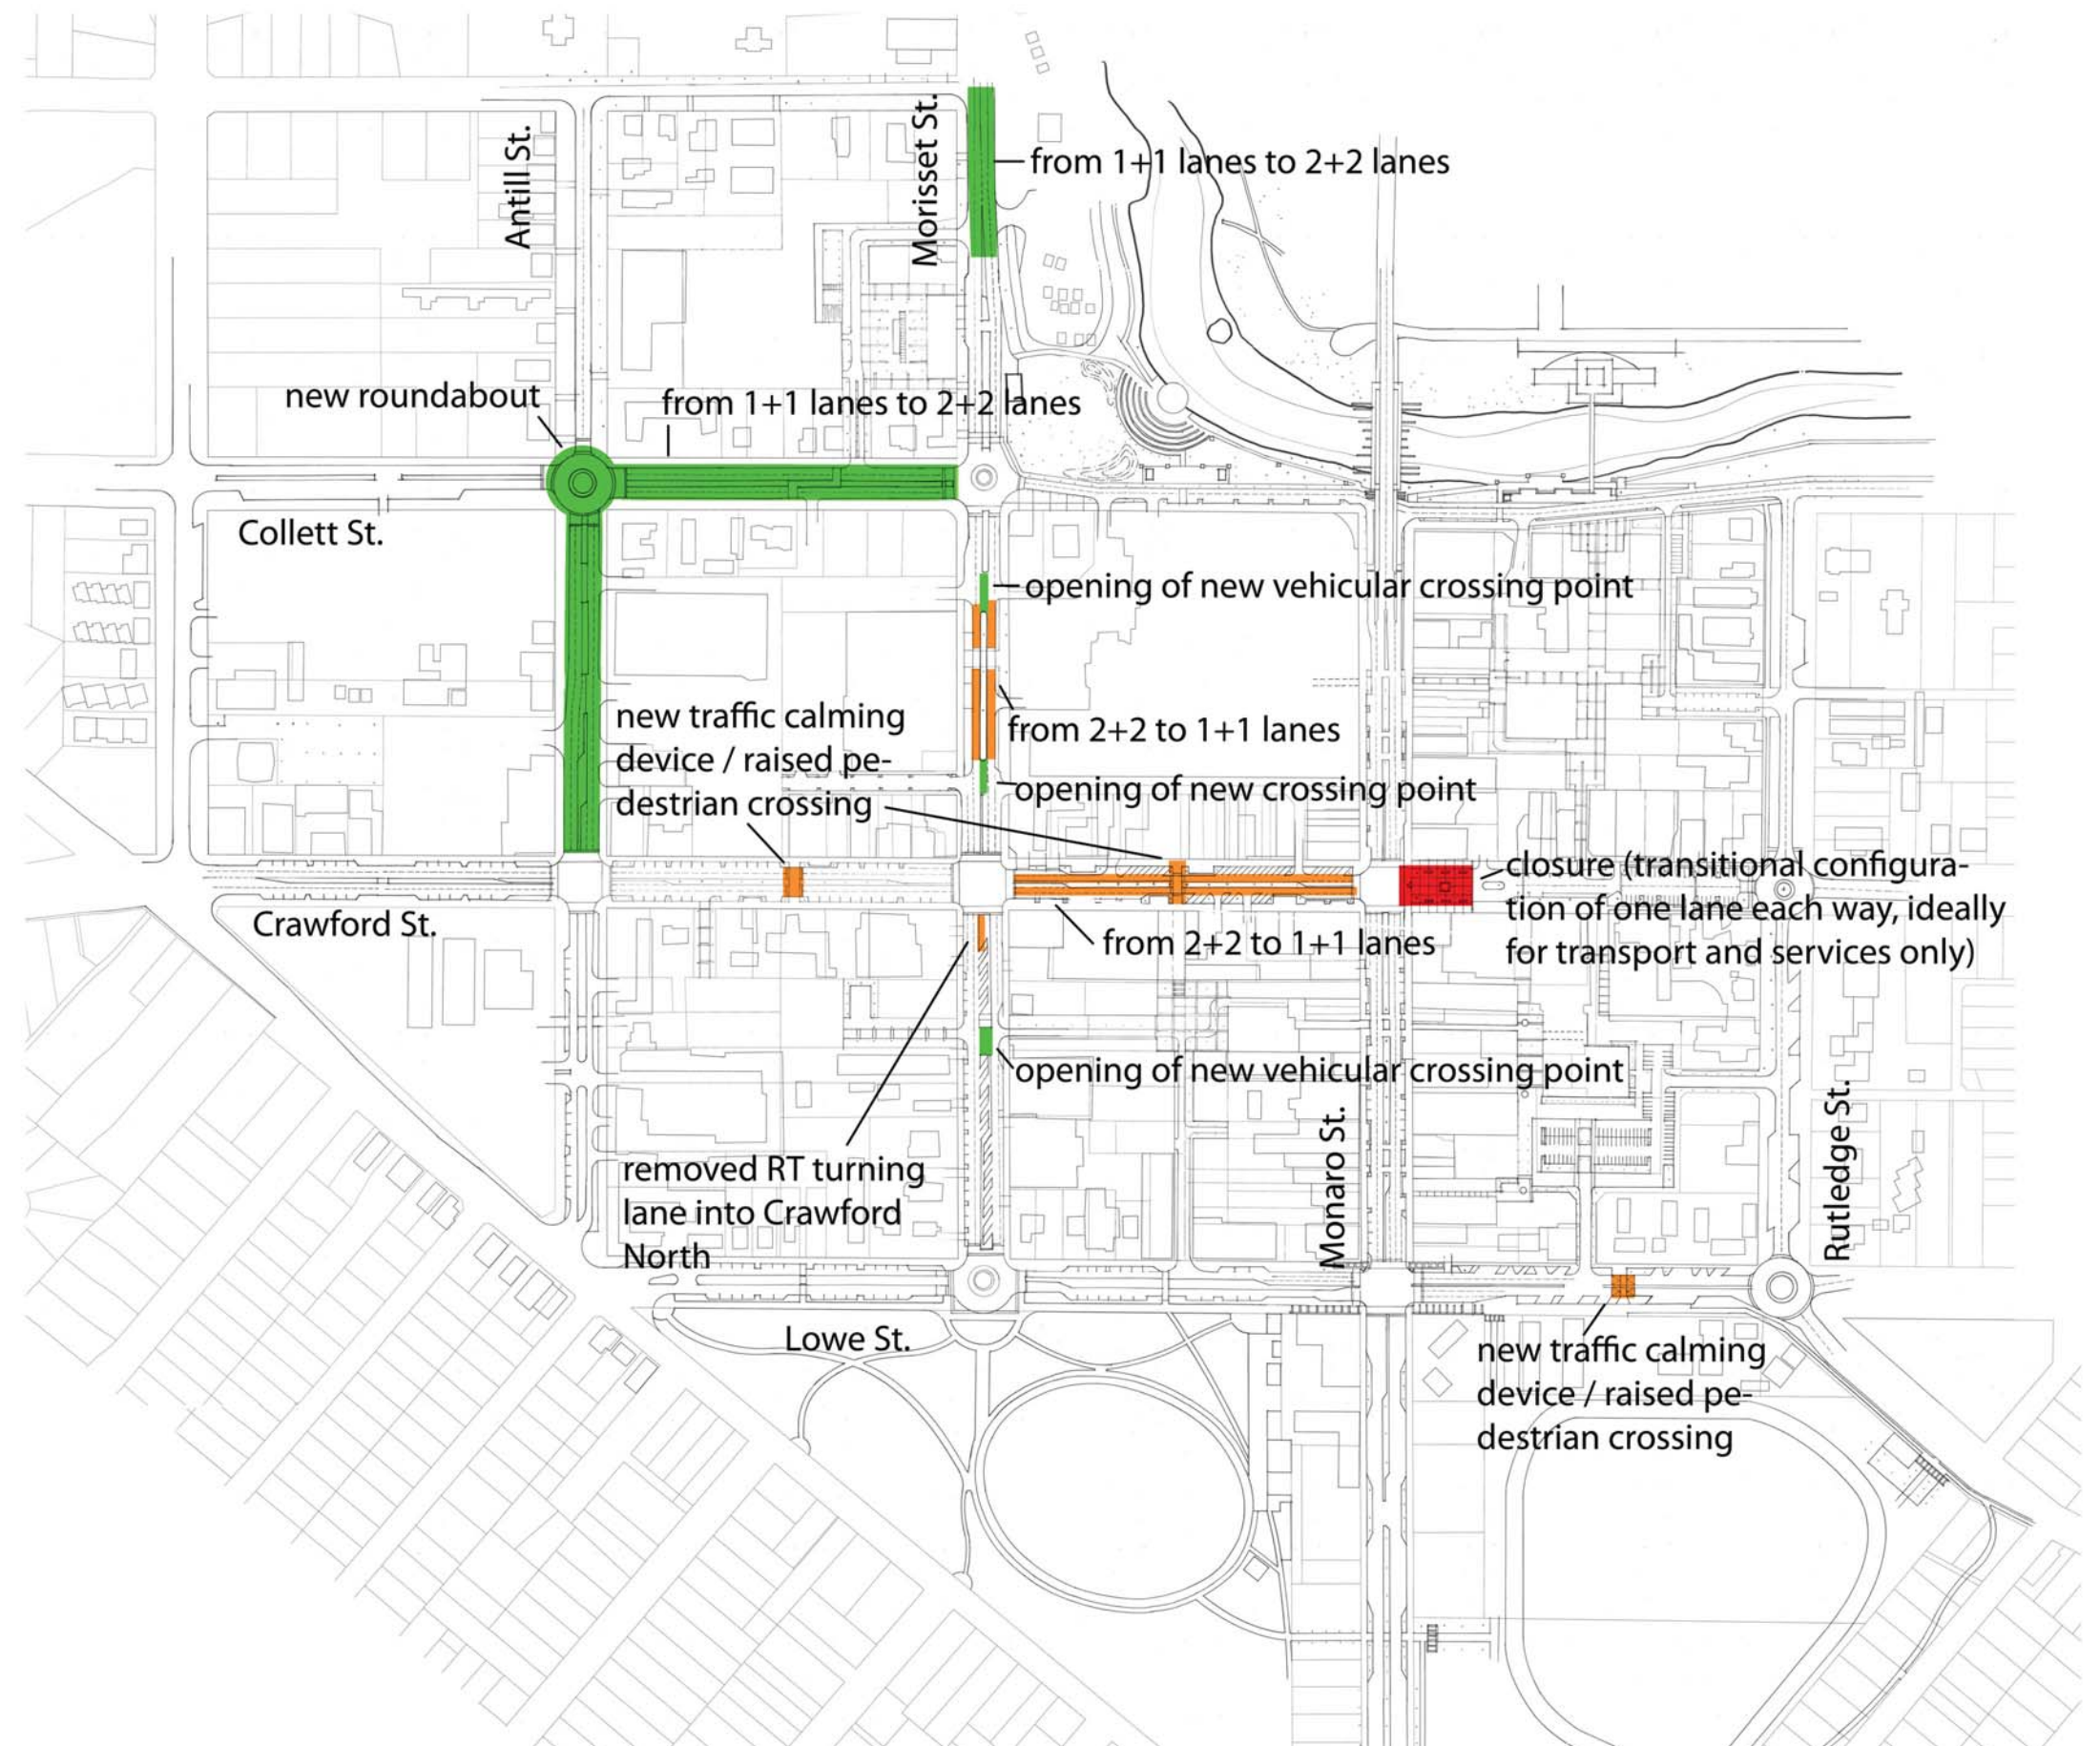 Antill St.
Morisset St.
from 1+1 lanes to 2+2 lanes
new roundabout
from 1+1 lanes to 2+2 lanes
Collett St.
opening of new vehicular crossing point
new traffic calming
device / raised pe-
destrian crossing
from 2+2 to 1+1 lanes
opening of new crossing point
closure (transitional configura-
tion of one lane each way, ideally
for transport and services only)
Crawford St.
from 2+2 to 1+1 lanes
opening of new vehicular crossing point
removed RT turning
lane into Crawford
North
Monaro St.
Rutledge St.
Lowe St.
new traffic calming
device / raised pe-
destrian crossing